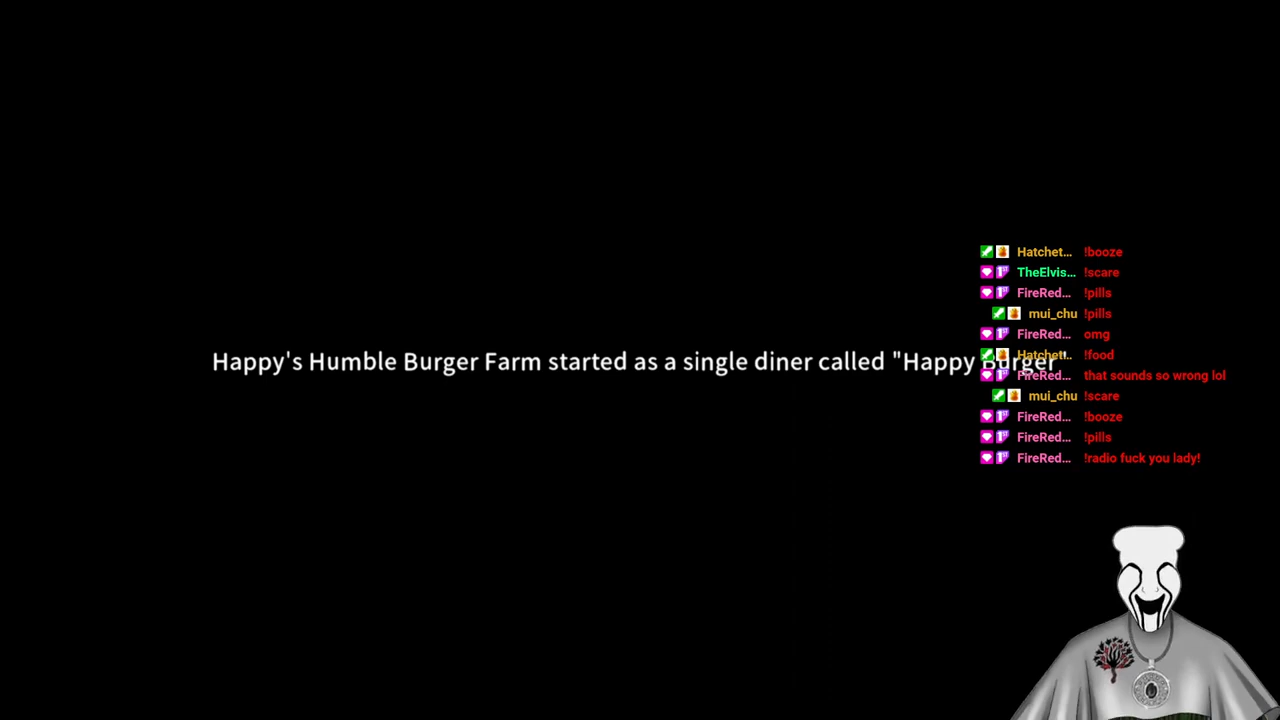 Hatchet... !booze
TheElvis... !scare
FireRed... !pills
mui_chu !pills
FireRed... omg
Happy's Humble Burger Farm started as a single diner called "Happy Burger"
Hatchet... !food
FireRed... that sounds so wrong lol
mui_chu !scare
FireRed... !booze
FireRed... !pills
FireRed... !radio fuck you lady!